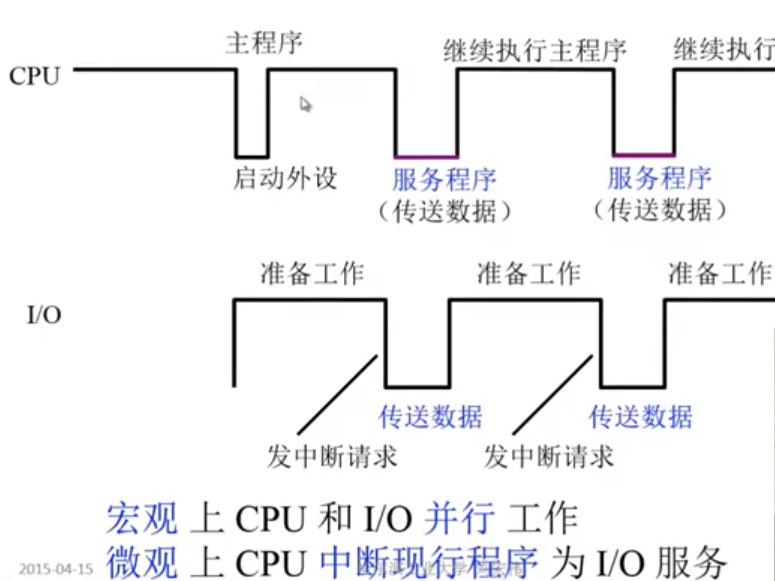 主程序
继续执行主程序
继续执行
CPU
启动外设
服务程序
(传送数据)
服务程序
(传送数据)
准备工作
准备工作
准备工作
I/O
传送数据
传送数据
发中断请求
发中断请求
宏观 上 CPU 和 I/O 并行 工作
微观 上 CPU 中断现行程序 为 I/O 服务
2015-04-15